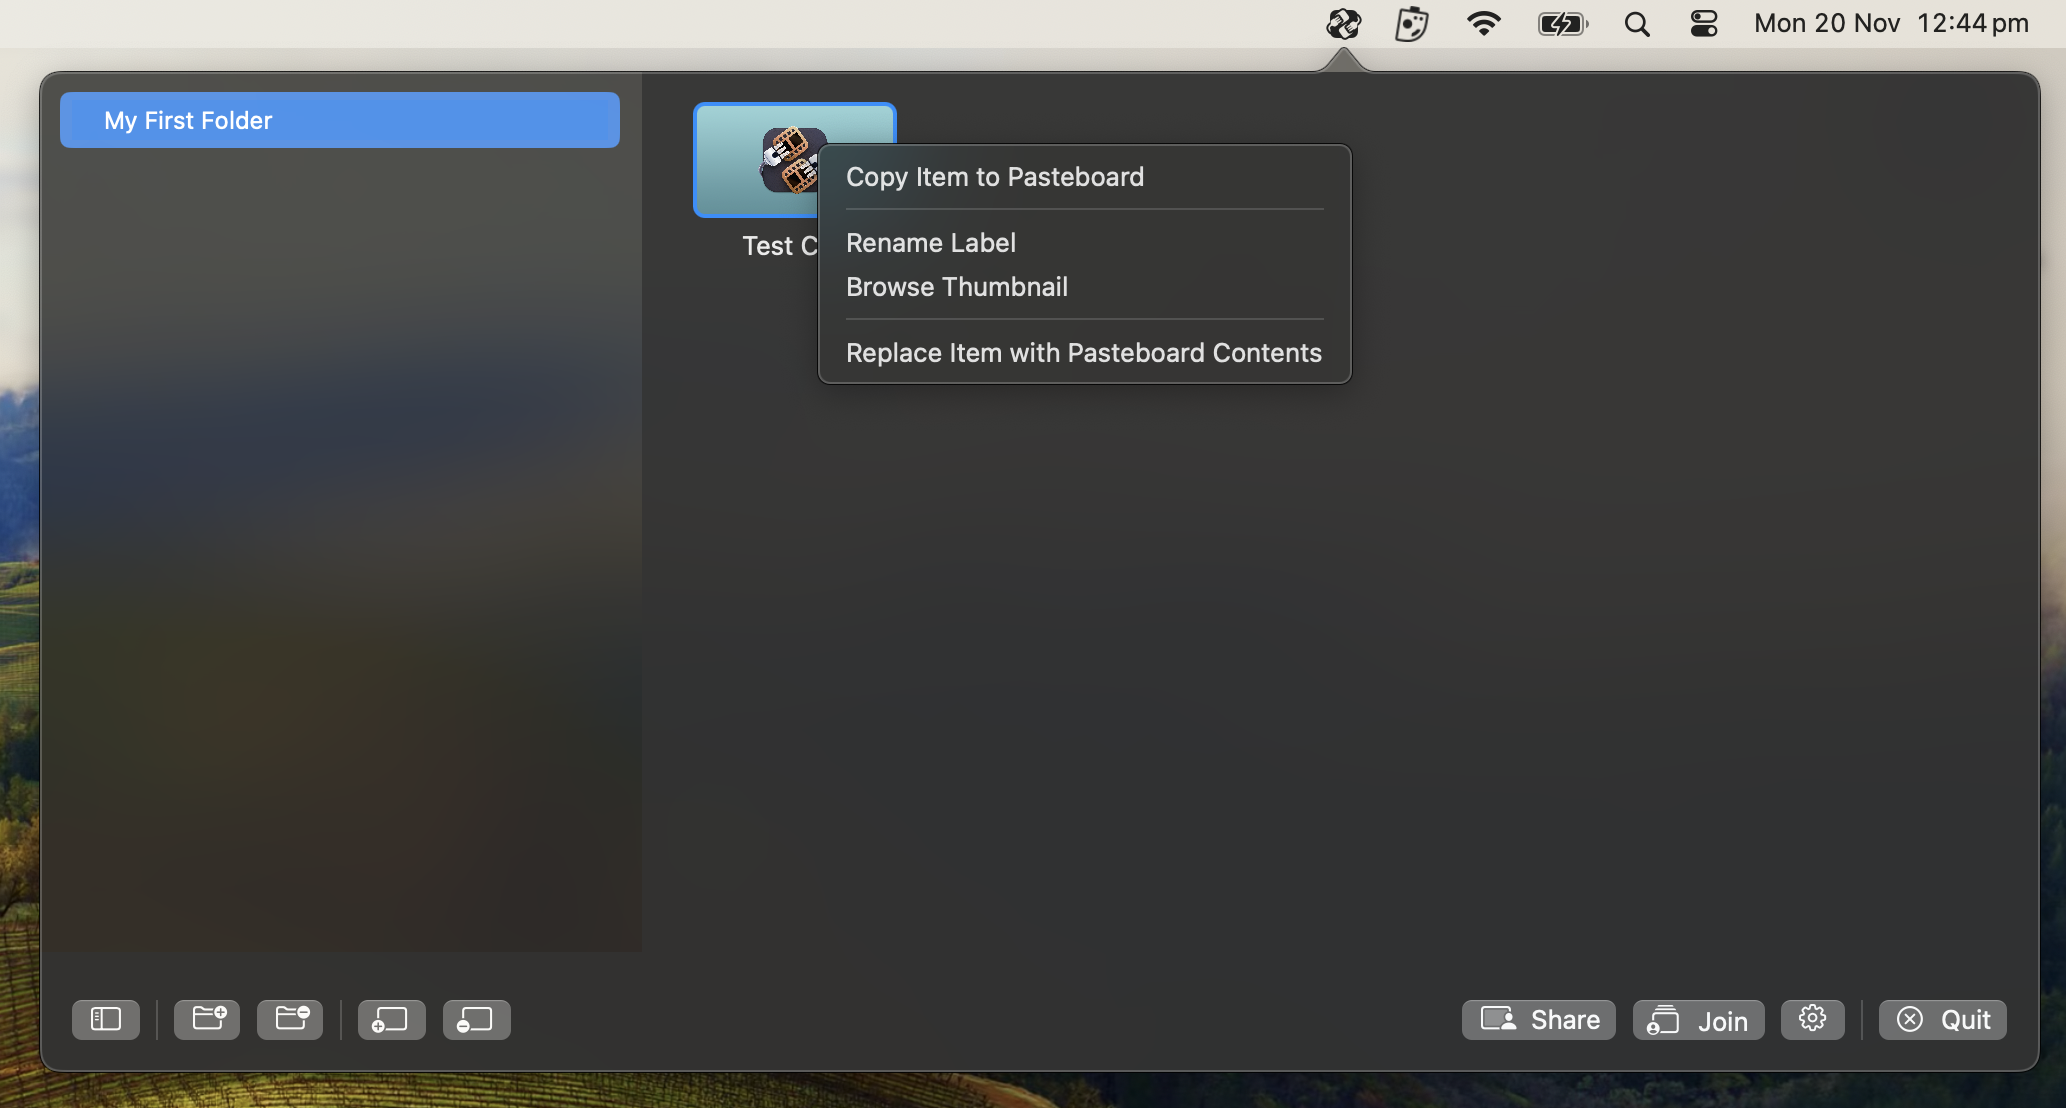 Mon 20 Nov 12:44 pm
My First Folder
Test C
Copy Item to Pasteboard
Rename Label
Browse Thumbnail
Replace Item with Pasteboard Contents
Share
Join
Quit